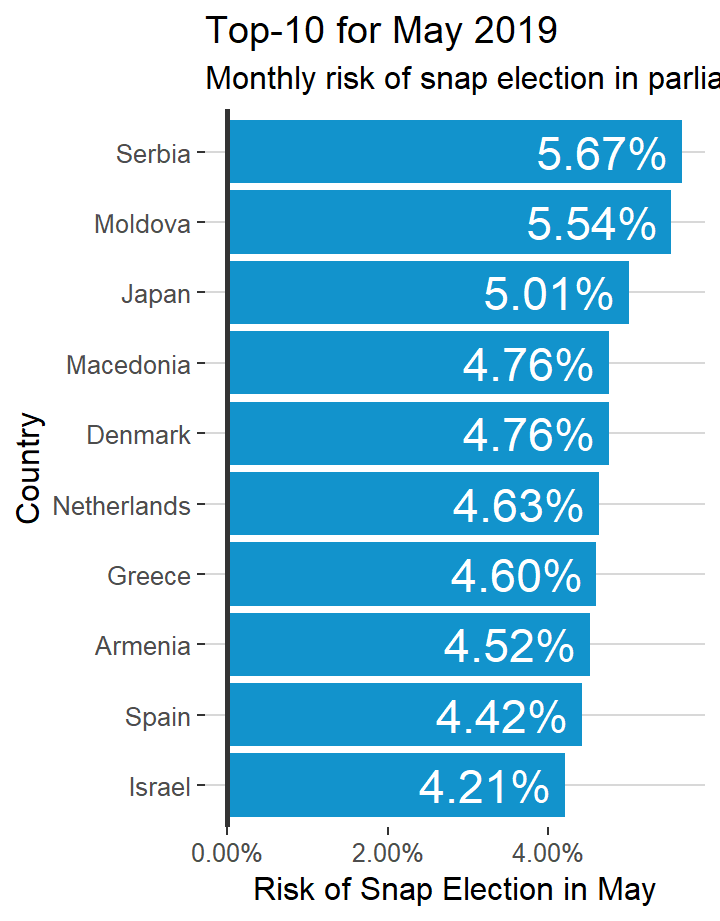 Top-10 for May 2019
Monthly risk of snap election in
Serbia 5.67%
Moldova 5.54%
Japan 5.01%
Macedonia 4.76%
Denmark 4.76%
Netherlands 4.63%
Greece 4.60%
Armenia 4.52%
Spain 4.42%
Israel 4.21%
Country
0.00% 2.00% 4.00%
Risk of Snap Election in May